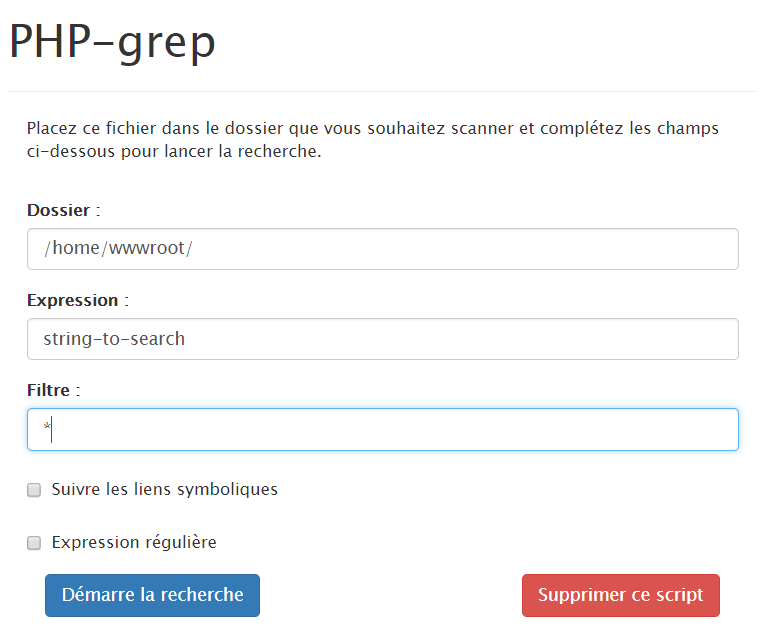 PHP-grep
Placez ce fichier dans le dossier que vous souhaitez scanner et complétez les champs
ci-dessous pour lancer la recherche.
Dossier :
/home/wwwroot/
Expression :
string-to-search
Filtre :
*
Suivre les liens symboliques
Expression régulière
Démarre la recherche
Supprimer ce script